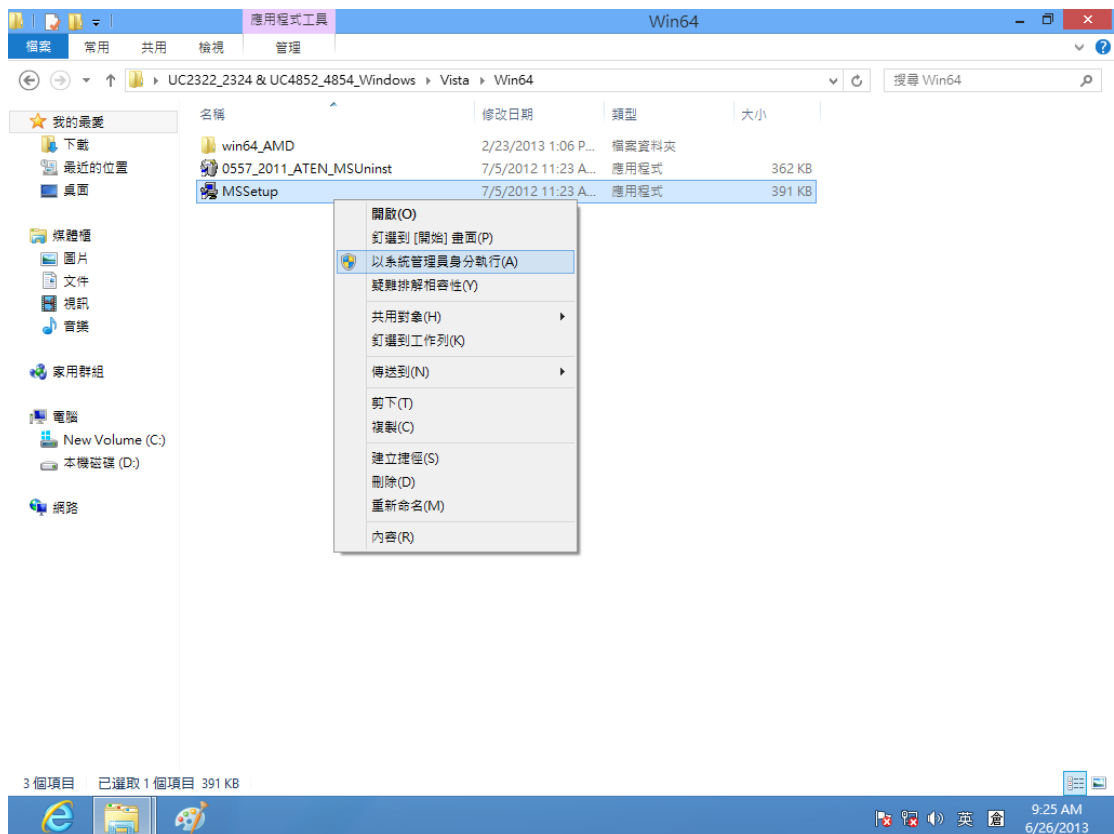 應用程式工具
Win64
檔案 常用 共用 檢視 管理
UC2322_2324 & UC4852_4854_Windows Vista Win64
搜尋 Win64
名稱 修改日期 類型 大小
win64_AMD 2/23/2013 1:06 P... 檔案資料夾
0557_2011_ATEN_MSUninst 7/5/2012 11:23 A... 應用程式 362 KB
MSSetup 7/5/2012 11:23 A... 應用程式 391 KB
我的最愛
下載
最近的位置
桌面
媒體櫃
圖片
文件
視訊
音樂
家用群組
電腦
New Volume (C:)
本機磁碟 (D:)
網路
開啟(O)
釘選到 [開始] 畫面(P)
以系統管理員身分執行(A)
疑難排解相容性(Y)
共用對象(H)
釘選到工作列(K)
傳送到(N)
剪下(T)
複製(C)
建立捷徑(S)
刪除(D)
重新命名(M)
內容(R)
3 個項目 已選取 1 個項目 391 KB
英 倉
9:25 AM
6/26/2013